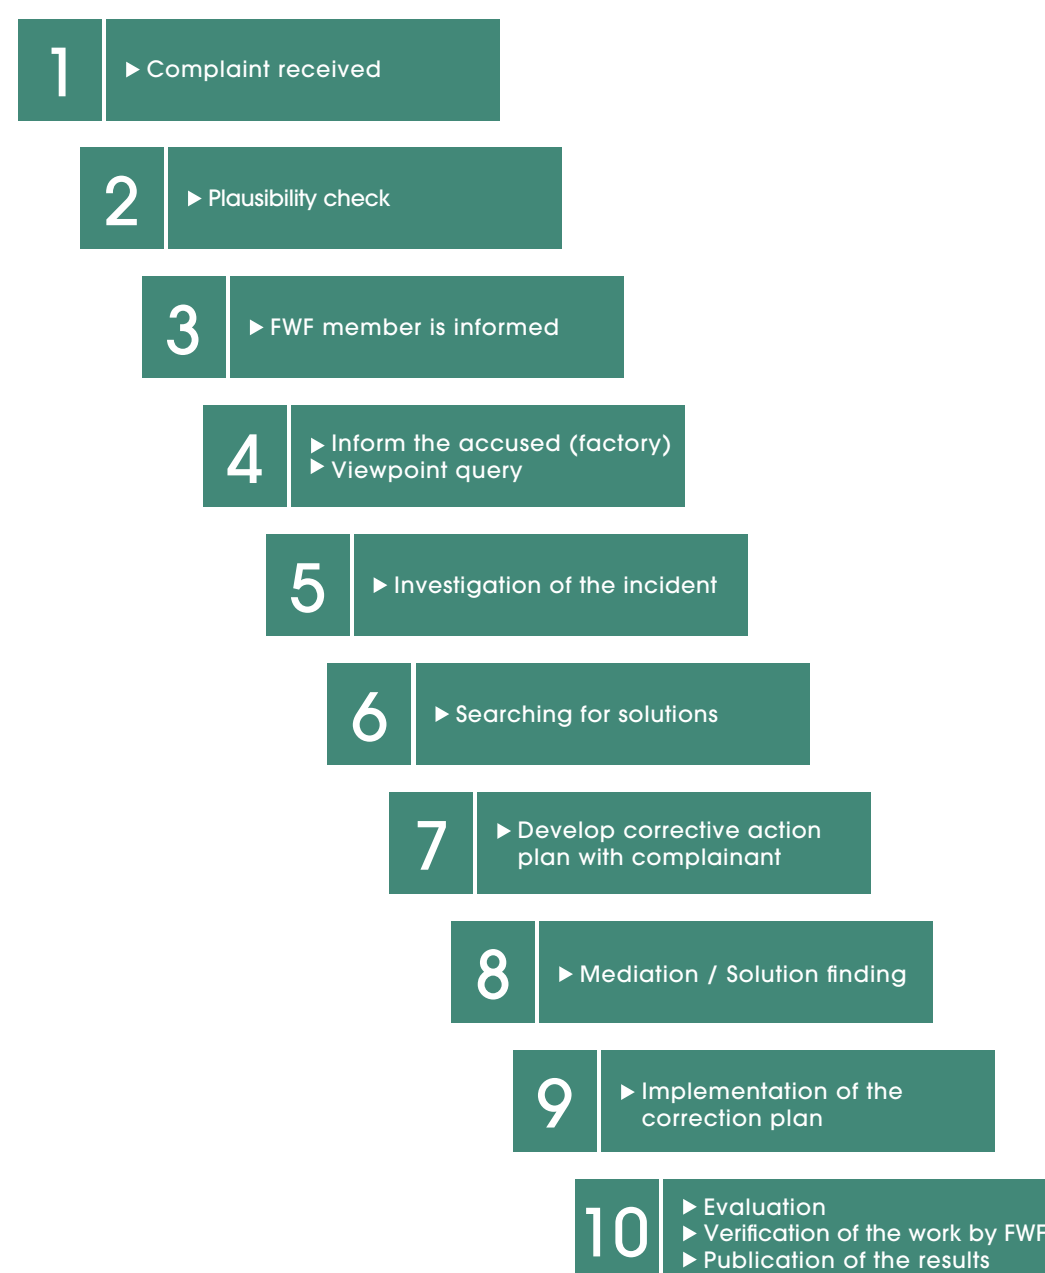 1
▶ Complaint received
2
▶ Plausibility check
3
▶ FWF member is informed
4
▶ Inform the accused (factory)
▶ Viewpoint query
5
▶ Investigation of the incident
6
▶ Searching for solutions
7
▶ Develop corrective action
plan with complainant
8
▶ Mediation / Solution finding
9
▶ Implementation of the
correction plan
10
▶ Evaluation
▶ Verification of the work by FWF
▶ Publication of the results